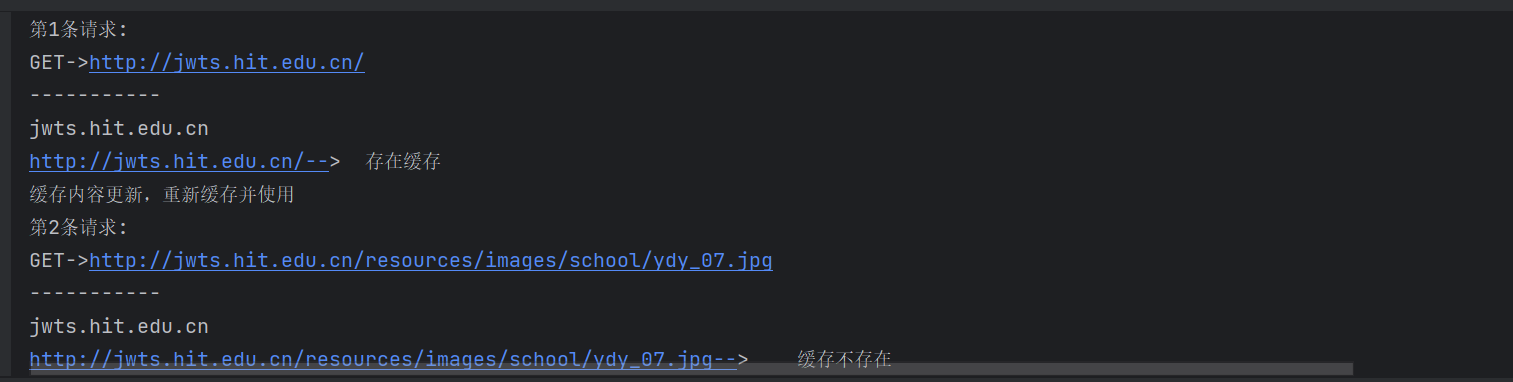 第1条请求:
GET->http://jwts.hit.edu.cn/
-----------
jwts.hit.edu.cn
http://jwts.hit.edu.cn/-->  存在缓存
缓存内容更新，重新缓存并使用
第2条请求:
GET->http://jwts.hit.edu.cn/resources/images/school/ydy_07.jpg
-----------
jwts.hit.edu.cn
http://jwts.hit.edu.cn/resources/images/school/ydy_07.jpg-->    缓存不存在